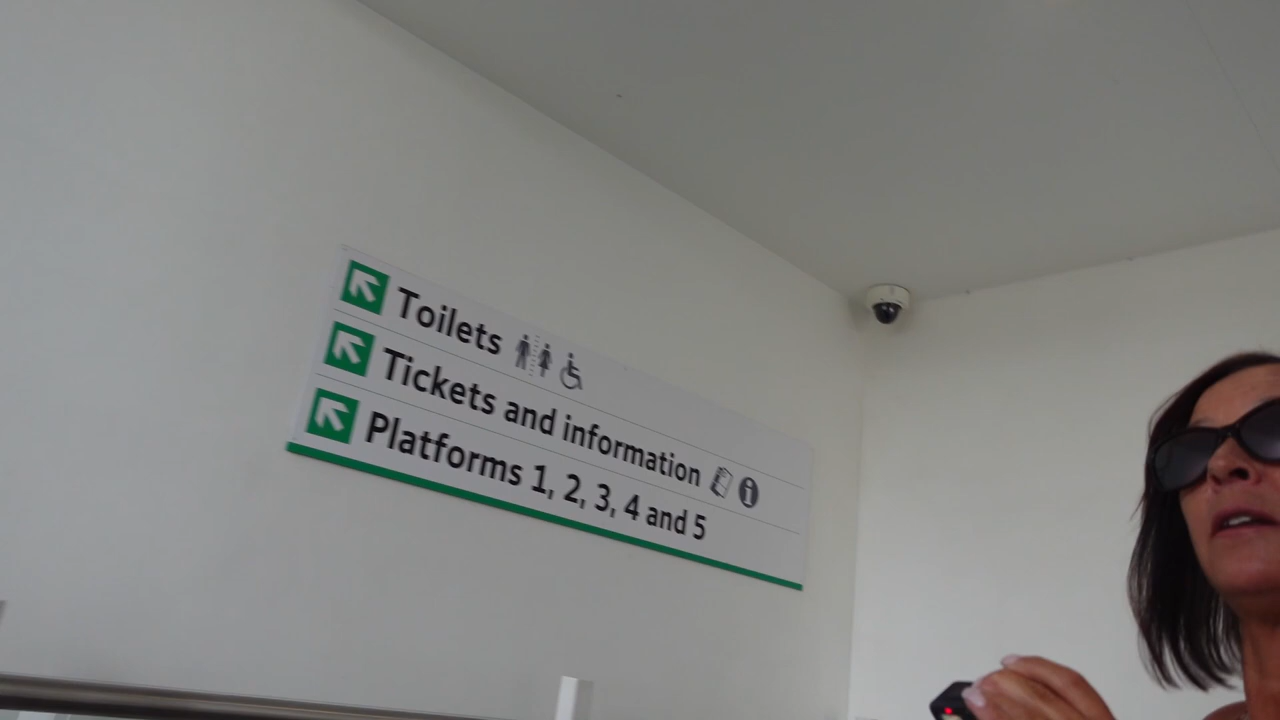 Toilets
Tickets and information
Platforms 1, 2, 3, 4 and 5